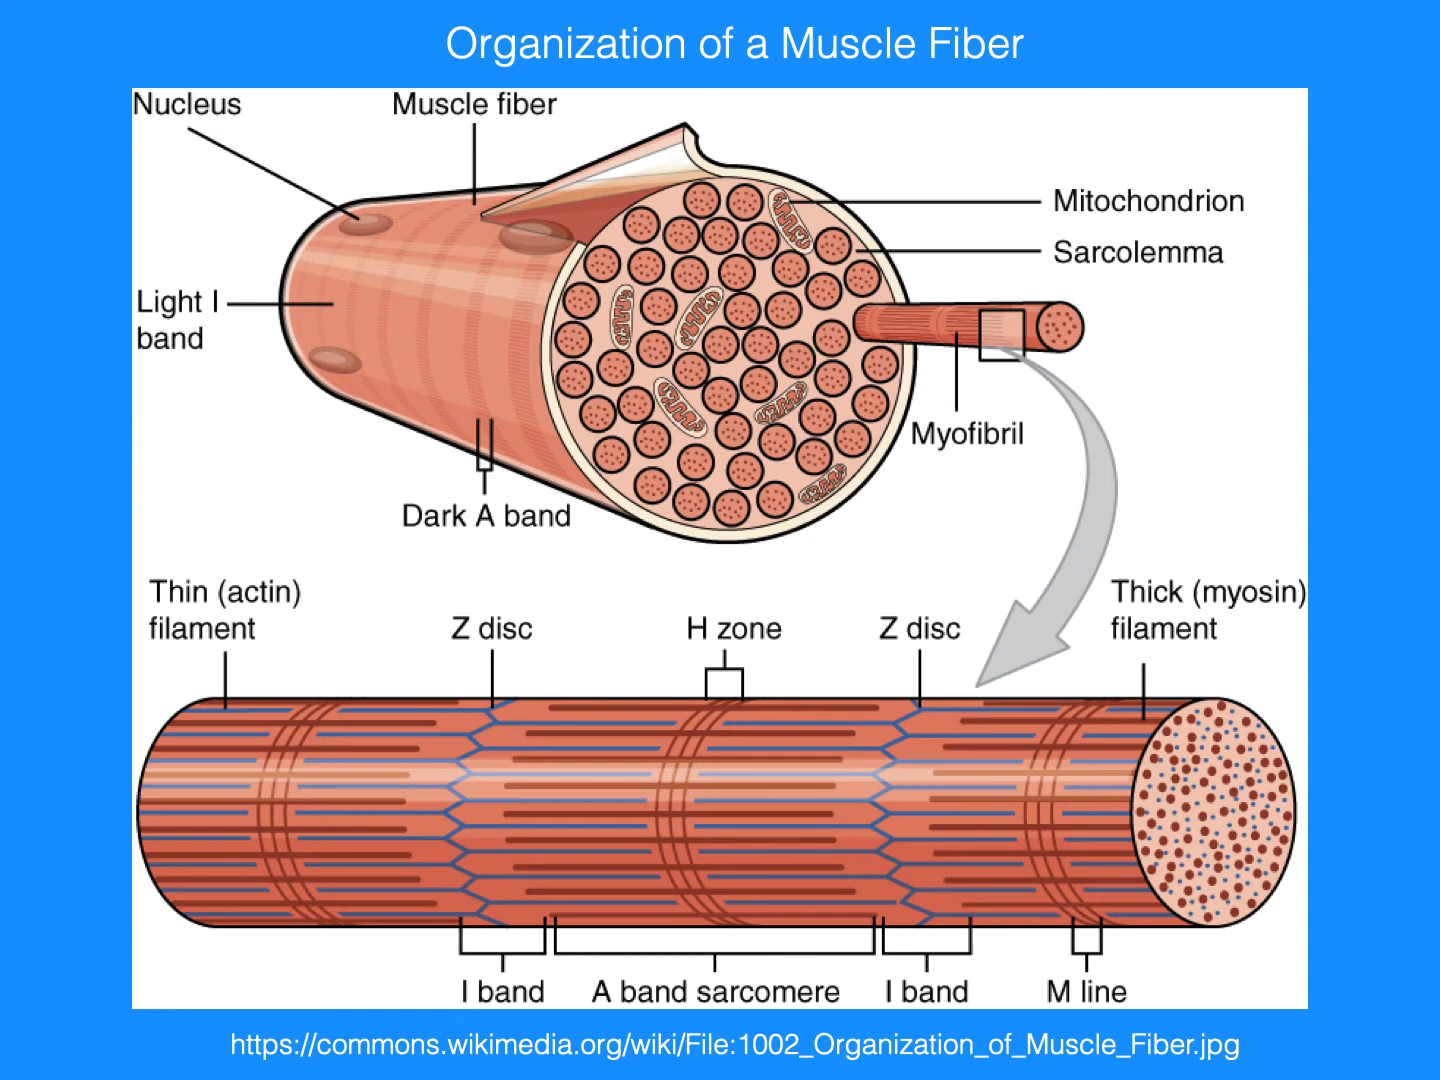 Organization of a Muscle Fiber
Nucleus
Muscle fiber
Mitochondrion
Sarcolemma
Light I
band
Myofibril
Dark A band
Thin (actin)
filament
Z disc
H zone
Z disc
Thick (myosin)
filament
I band
A band sarcomere
I band
M line
https://commons.wikimedia.org/wiki/File:1002_Organization_of_Muscle_Fiber.jpg